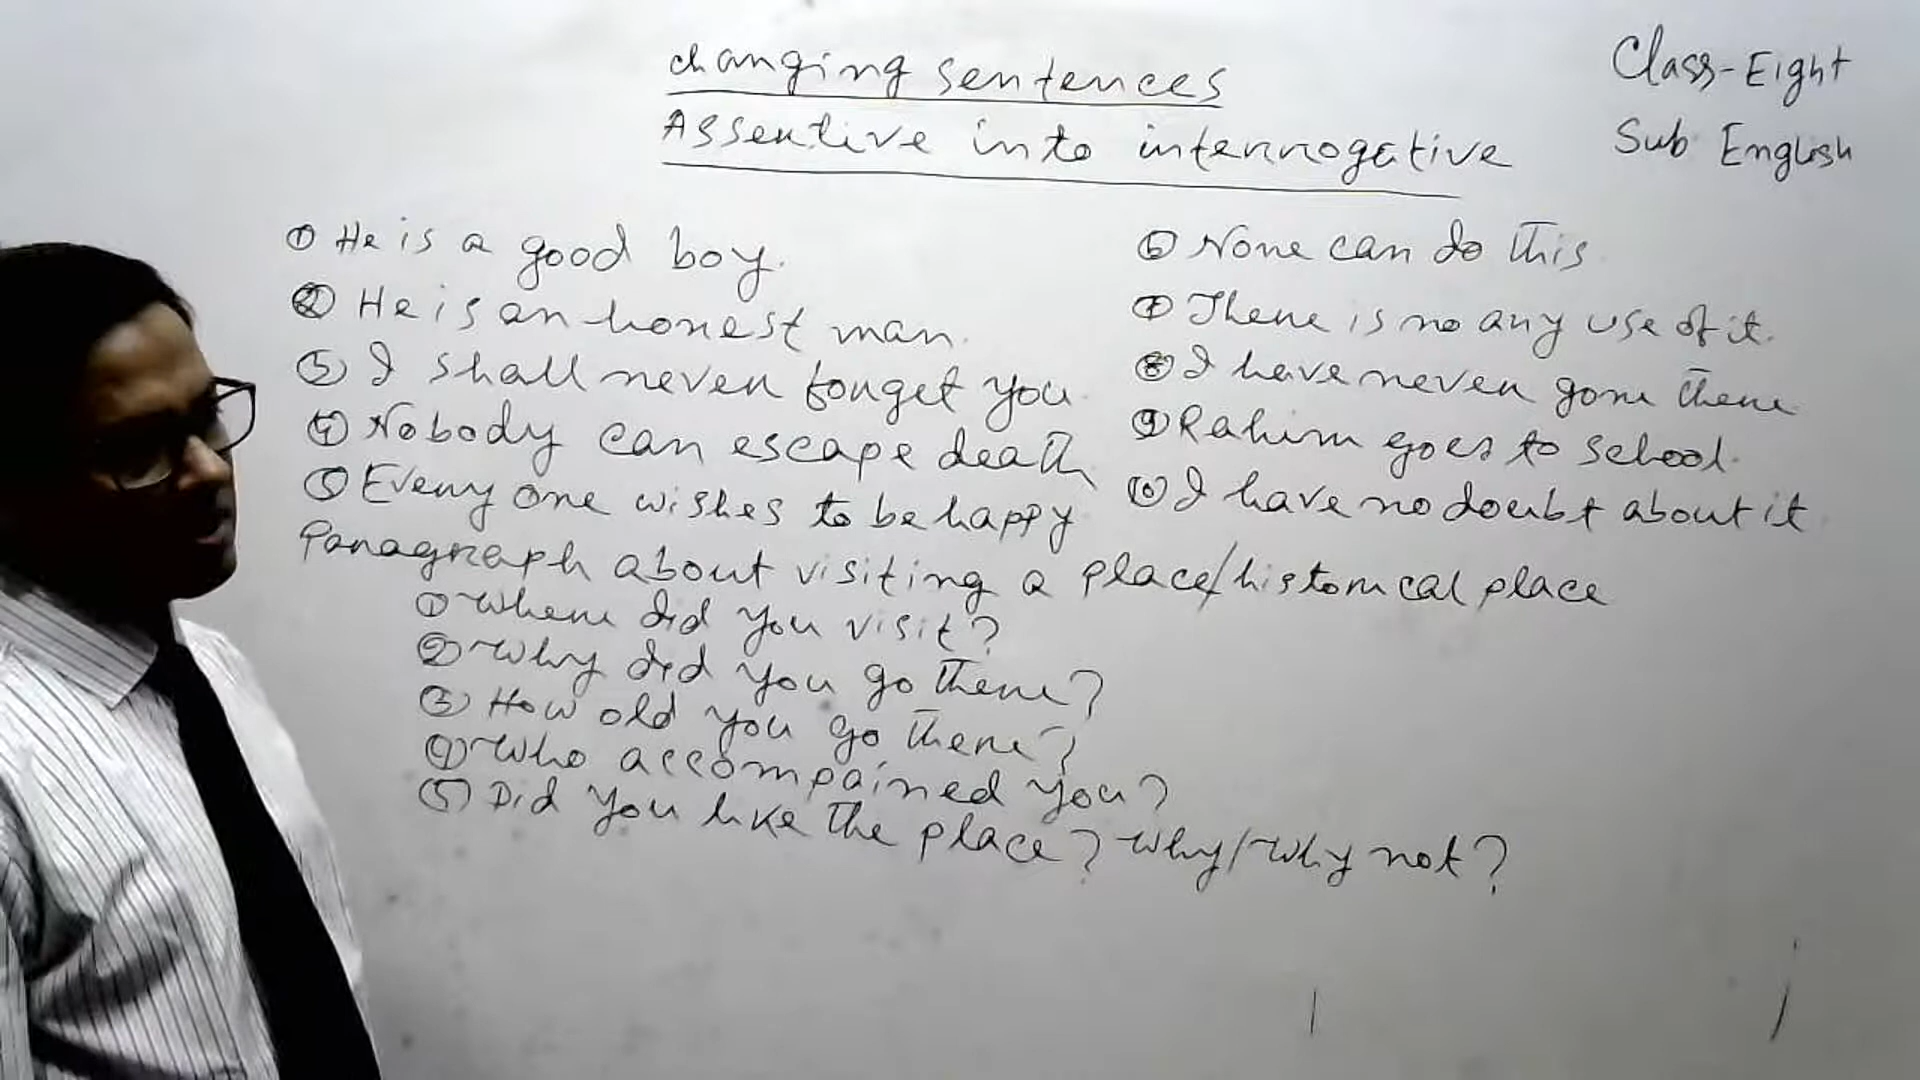 changing sentences
Assertive into interrogative
Class-Eight
Sub English
① He is a good boy.
② He is an honest man.
③ I shall never forget you.
④ Nobody can escape death
⑤ Every one wishes to be happy
⑥ None can do this
⑦ There is no any use of it.
⑧ I have never gone there
⑨ Rahim goes to school.
⑩ I have no doubt about it
Paragraph about visiting a place/historical place
① Where did you visit?
② Why did you go there?
③ How old you go there?
④ Who accompained you?
⑤ Did you like the place? Why/Why not?